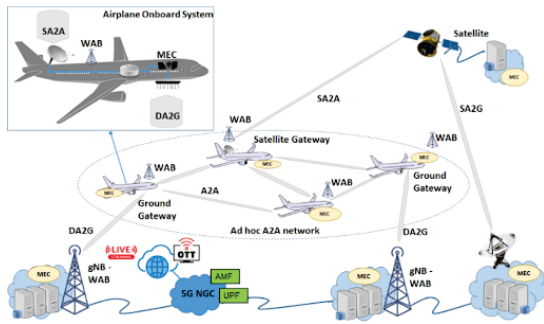 Airplane Onboard System
SA2A
WAB
MEC
DA2G
Satellite
MEC
SA2A
SA2G
WAB
Satellite Gateway
WAB
WAB
MEC
MEC
MEC
Ground
Gateway
A2A
WAB
MEC
Ground
Gateway
Ad hoc A2A network
DA2G
DA2G
LIVE
OTT
MEC
gNB -
WAB
5G NGC
AMF
UPF
MEC
gNB -
WAB
MEC